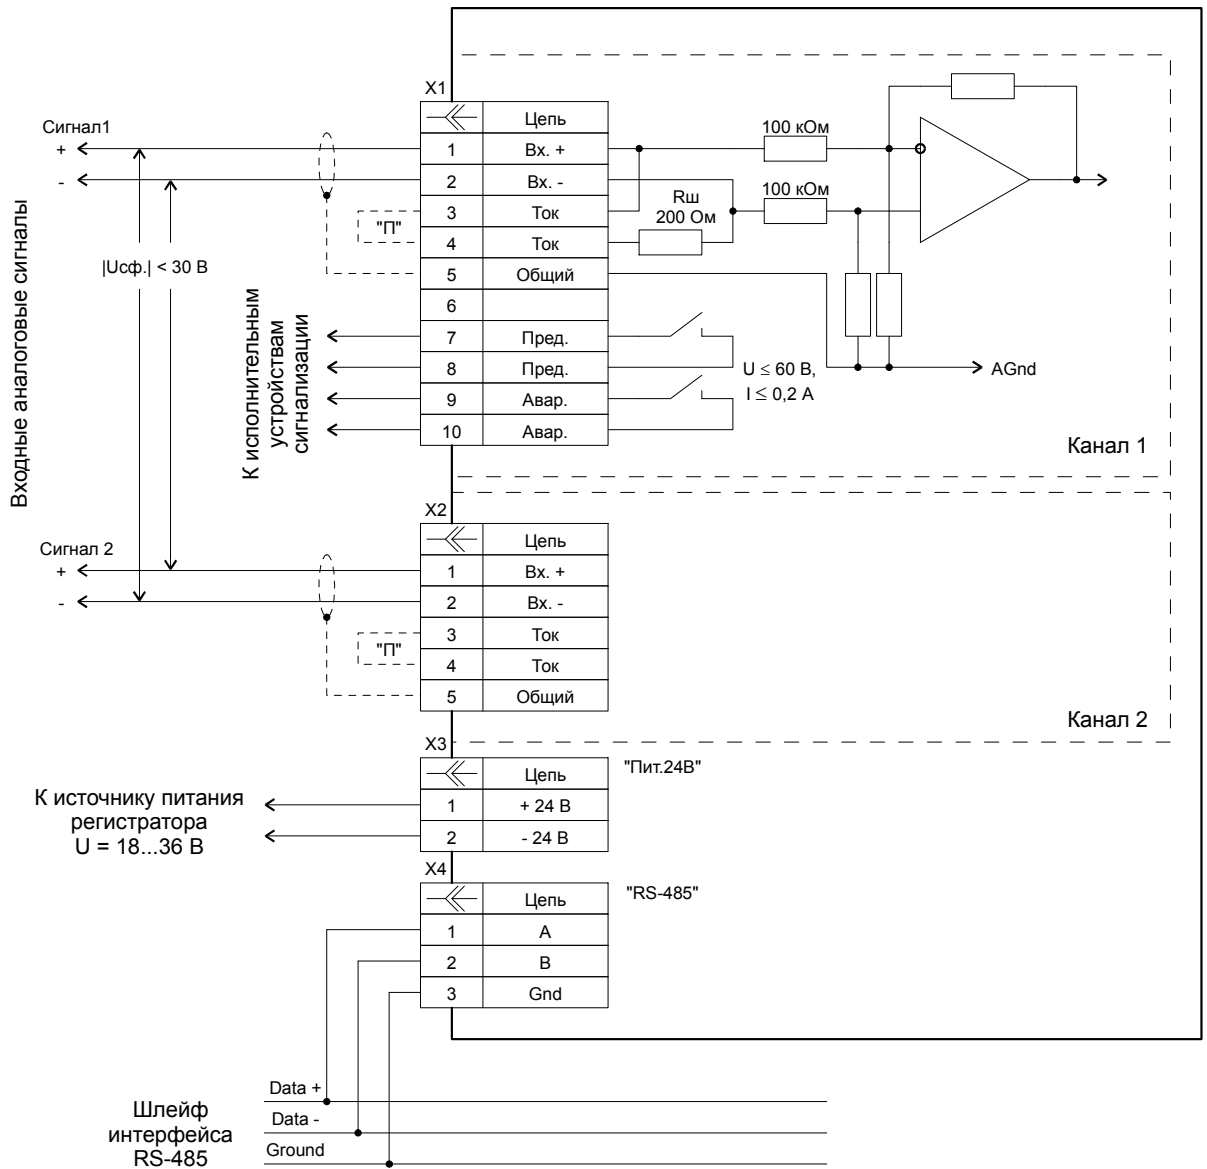 X1
Цепь
1 Вх. +
2 Вх. -
3 Ток
4 Ток
5 Общий
6
7 Пред.
8 Пред.
9 Авар.
10 Авар.
Сигнал1
+
-
"П"
|Uсф.| < 30 В
Входные аналоговые сигналы
К исполнительным
устройствам
сигнализации
100 кОм
100 кОм
Rш
200 Ом
U ≤ 60 В,
I ≤ 0,2 А
AGnd
Канал 1
X2
Цепь
1 Вх. +
2 Вх. -
3 Ток
4 Ток
5 Общий
Сигнал 2
+
-
"П"
Канал 2
X3
Цепь
1 + 24 В
2 - 24 В
"Пит.24В"
К источнику питания
регистратора
U = 18...36 В
X4
Цепь
1 A
2 B
3 Gnd
"RS-485"
Data +
Data -
Ground
Шлейф
интерфейса
RS-485